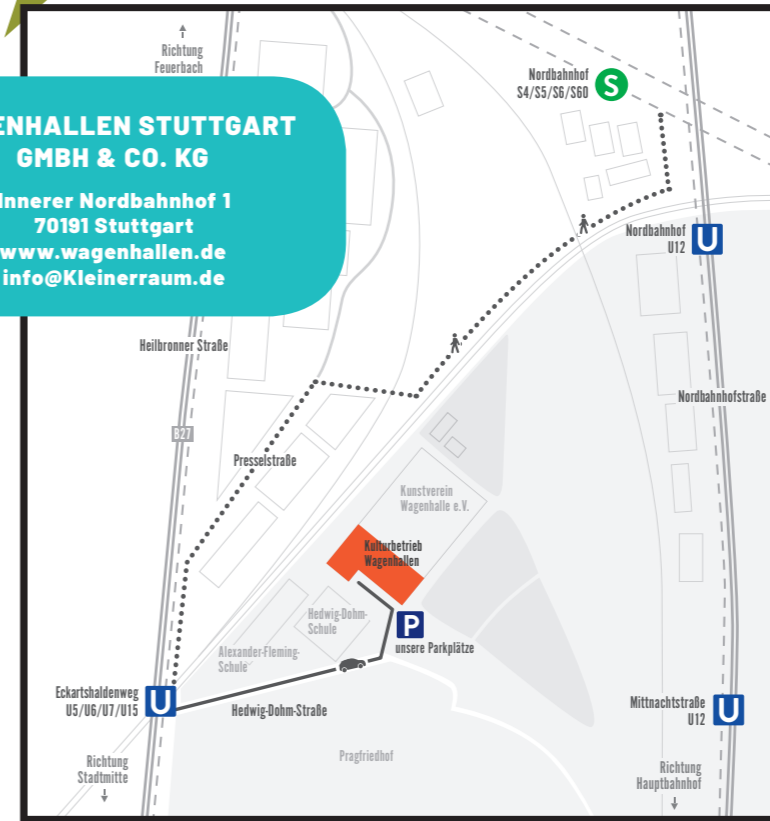 Richtung
Feuerbach
Nordbahnhof
S4/S5/S6/S60
S
ENHALLEN STUTTGART
GMBH & CO. KG
Innerer Nordbahnhof 1
70191 Stuttgart
www.wagenhallen.de
info@Kleinerraum.de
Nordbahnhof
U12
U
Heilbronner Straße
Nordbahnhofstraße
B27
Presselstraße
Kunstverein
Wagenhalle e.V.
Kulturbetrieb
Wagenhallen
Hedwig-Dohm-
Schule
P
unsere Parkplätze
Alexander-Fleming-
Schule
Eckartshaldenweg
U5/U6/U7/U15
U
Hedwig-Dohm-Straße
Mittnachtstraße
U12
U
Pragfriedhof
Richtung
Stadtmitte
Richtung
Hauptbahnhof